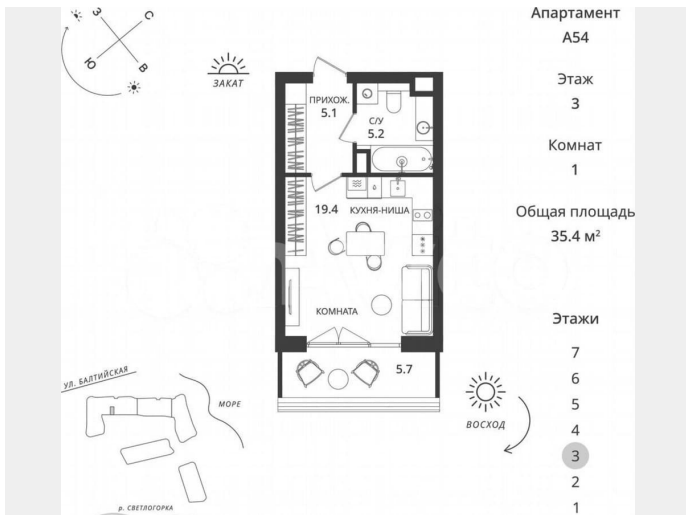 Апартамент
А54
Этаж
3
Комнат
1
Общая площадь
35.4 м²
Этажи
7
6
5
4
3
2
1
З
С
Ю
В
ЗАКАТ
ПРИХОЖ.
5.1
С/У
5.2
19.4
КУХНЯ-НИША
КОМНАТА
5.7
ВОСХОД
УЛ. БАЛТИЙСКАЯ
МОРЕ
р. СВЕТЛОГОРКА